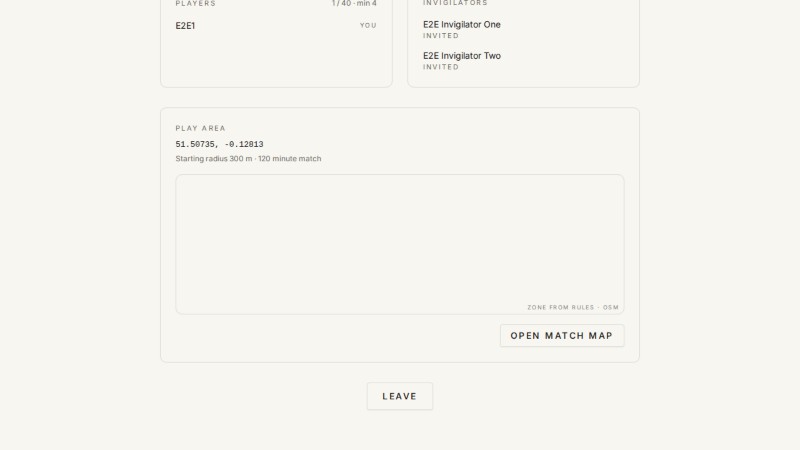 PLAYERS
1 / 40 · min 4
E2E1
YOU
INVIGILATORS
E2E Invigilator One
INVITED
E2E Invigilator Two
INVITED
PLAY AREA
51.50735, -0.12813
Starting radius 300 m · 120 minute match
ZONE FROM RULES · OSM
OPEN MATCH MAP
LEAVE